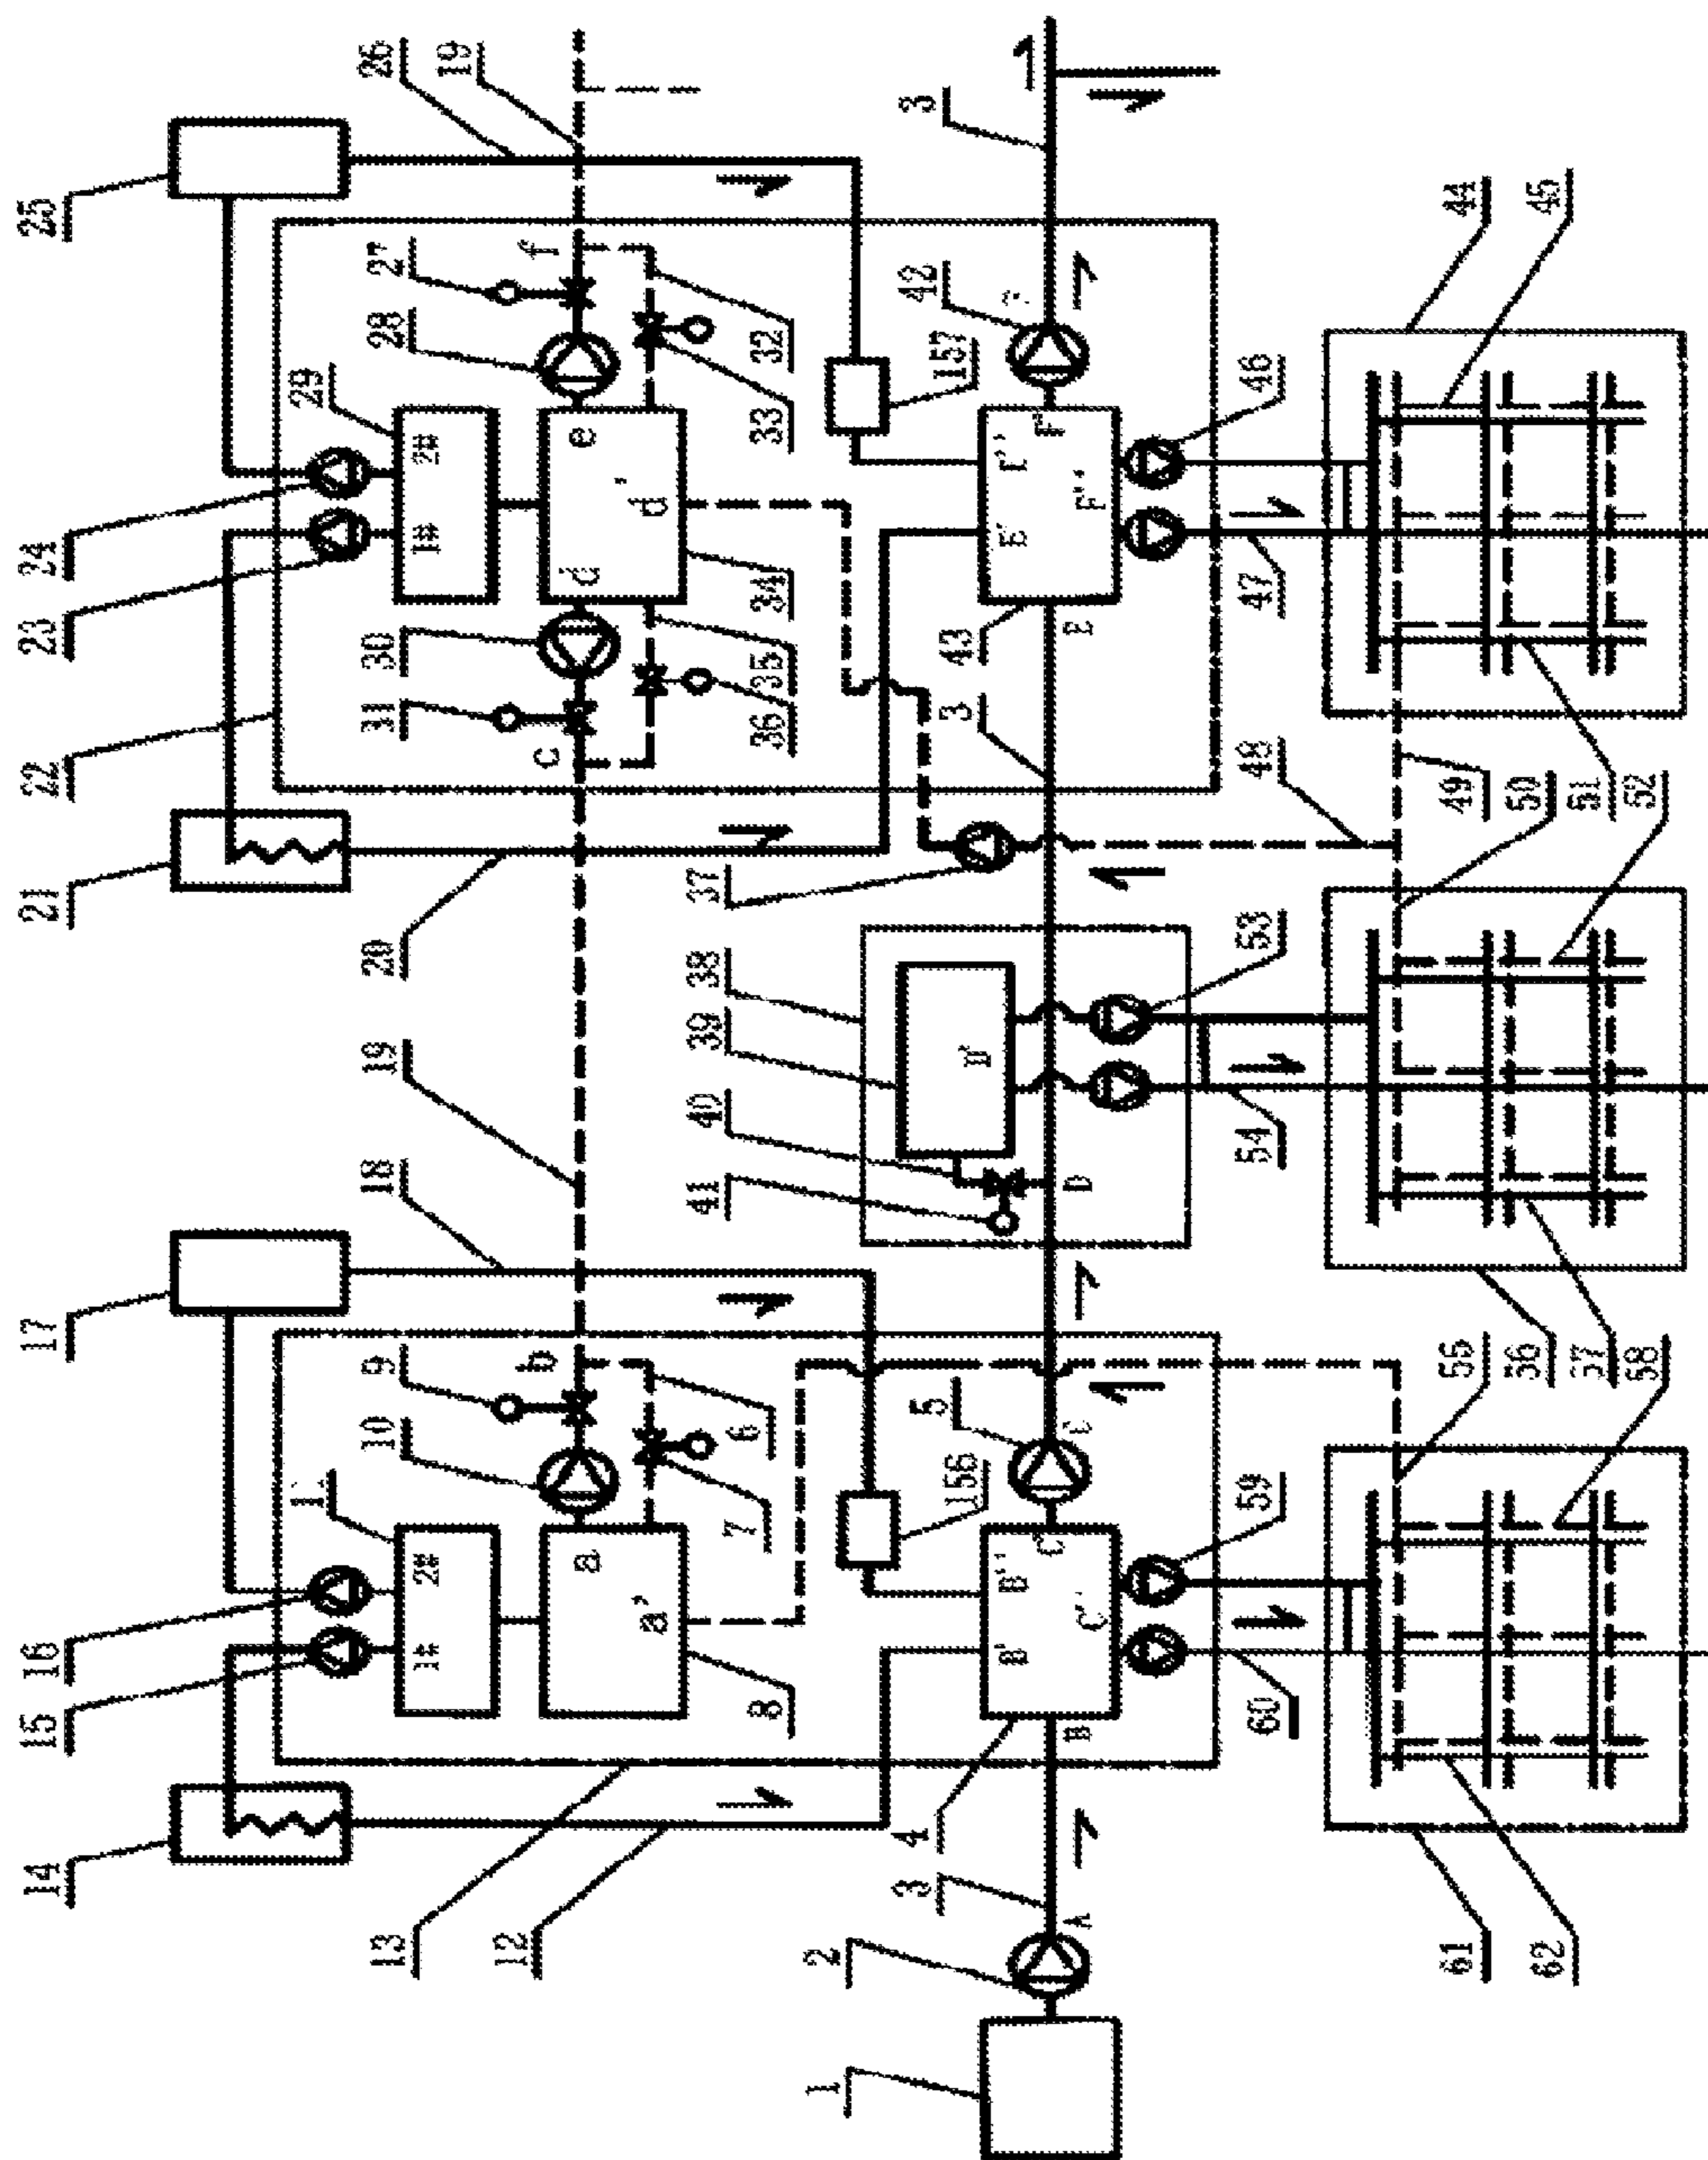 14 15 16 17 21 22 23 24 25
13 10 9 19 20 31 30 29 28 27 26
12 18 19
1# 2# 1# 2#
b c f
a d e
a' d'
8 7 6 36 35 34 33 32
1 2 3 4 156 5 41 40 39 38 37 3 43 157 42 3
B' B'' D' E'
C' F'
A B C D E
C'' F''
60 59 54 53 48 47 46
61 56 55 49 44
62 58 57 50 52 51 45